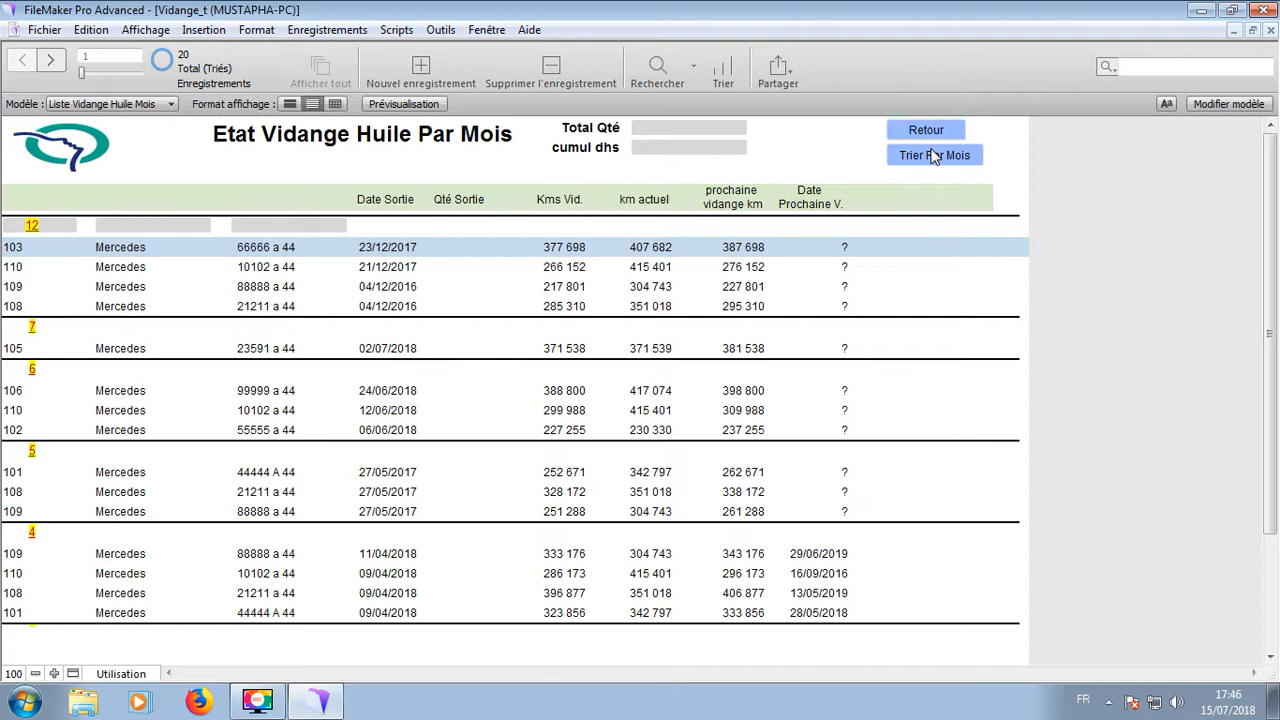 FileMaker Pro Advanced - [Vidange_t (MUSTAPHA-PC)]
Fichier Edition Affichage Insertion Format Enregistrements Scripts Outils Fenêtre Aide
1
20
Total (Triés)
Enregistrements
Afficher tout
Nouvel enregistrement
Supprimer l'enregistrement
Rechercher
Trier
Partager
Modèle : Liste Vidange Huile Mois Format affichage : Prévisualisation Aa Modifier modèle
Etat Vidange Huile Par Mois
Total Qté
cumul dhs
Retour
Trier Par Mois
Date Sortie Qté Sortie Kms Vid. km actuel prochaine vidange km Date Prochaine V.
12
103 Mercedes 66666 a 44 23/12/2017 377 698 407 682 387 698 ?
110 Mercedes 10102 a 44 21/12/2017 266 152 415 401 276 152 ?
109 Mercedes 88888 a 44 04/12/2016 217 801 304 743 227 801 ?
108 Mercedes 21211 a 44 04/12/2016 285 310 351 018 295 310 ?
7
105 Mercedes 23591 a 44 02/07/2018 371 538 371 539 381 538 ?
6
106 Mercedes 99999 a 44 24/06/2018 388 800 417 074 398 800 ?
110 Mercedes 10102 a 44 12/06/2018 299 988 415 401 309 988 ?
102 Mercedes 55555 a 44 06/06/2018 227 255 230 330 237 255 ?
5
101 Mercedes 44444 A 44 27/05/2017 252 671 342 797 262 671 ?
108 Mercedes 21211 a 44 27/05/2017 328 172 351 018 338 172 ?
109 Mercedes 88888 a 44 27/05/2017 251 288 304 743 261 288 ?
4
109 Mercedes 88888 a 44 11/04/2018 333 176 304 743 343 176 29/06/2019
110 Mercedes 10102 a 44 09/04/2018 286 173 415 401 296 173 16/09/2016
108 Mercedes 21211 a 44 09/04/2018 396 877 351 018 406 877 13/05/2019
101 Mercedes 44444 A 44 09/04/2018 323 856 342 797 333 856 28/05/2018
100 Utilisation
FR
17:46
15/07/2018